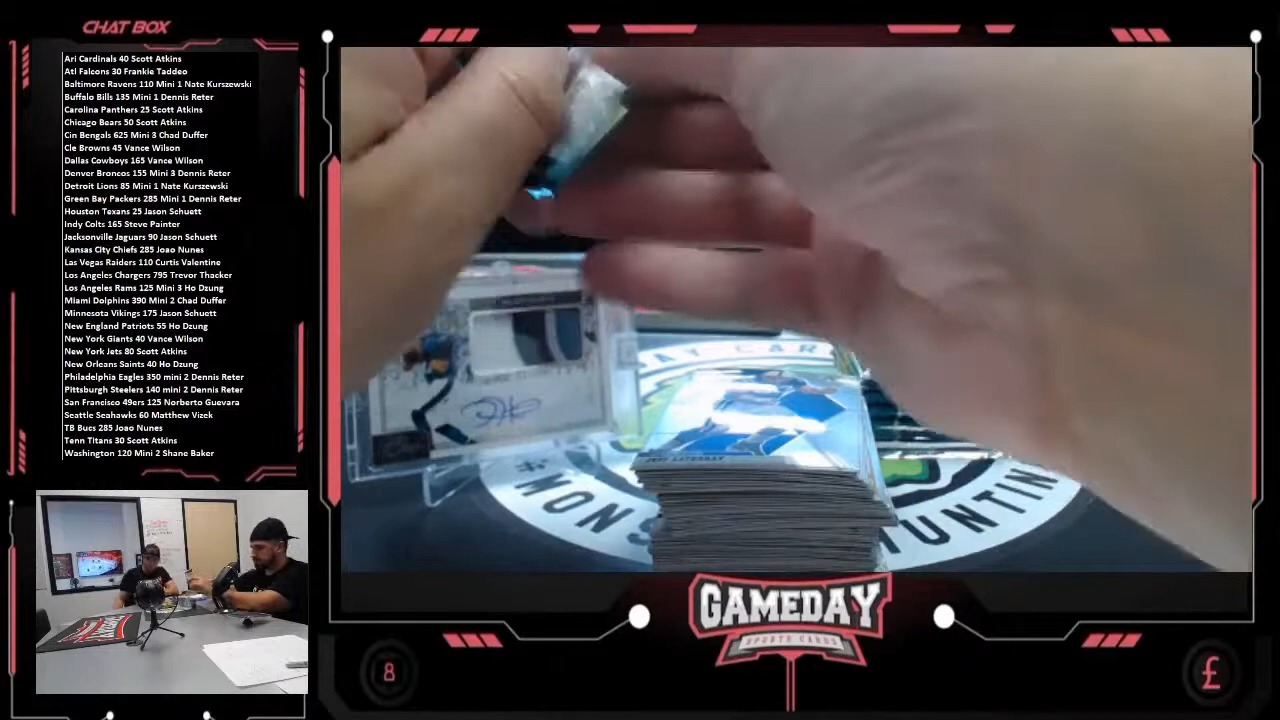 CHAT BOX
Ari Cardinals 40 Scott Atkins
Atl Falcons 30 Frankie Taddeo
Baltimore Ravens 110 Mini 1 Nate Kurszewski
Buffalo Bills 135 Mini 1 Dennis Reter
Carolina Panthers 25 Scott Atkins
Chicago Bears 50 Scott Atkins
Cin Bengals 625 Mini 3 Chad Duffer
Cle Browns 45 Vance Wilson
Dallas Cowboys 165 Vance Wilson
Denver Broncos 155 Mini 3 Dennis Reter
Detroit Lions 85 Mini 1 Nate Kurszewski
Green Bay Packers 285 Mini 1 Dennis Reter
Houston Texans 25 Jason Schuett
Indy Colts 165 Steve Painter
Jacksonville Jaguars 90 Jason Schuett
Kansas City Chiefs 285 Joao Nunes
Las Vegas Raiders 110 Curtis Valentine
Los Angeles Chargers 795 Trevor Thacker
Los Angeles Rams 125 Mini 3 Ho Dzung
Miami Dolphins 390 Mini 2 Chad Duffer
Minnesota Vikings 175 Jason Schuett
New England Patriots 55 Ho Dzung
New York Giants 40 Vance Wilson
New York Jets 80 Scott Atkins
New Orleans Saints 40 Ho Dzung
Philadelphia Eagles 350 mini 2 Dennis Reter
Pittsburgh Steelers 140 mini 2 Dennis Reter
San Francisco 49ers 125 Norberto Guevara
Seattle Seahawks 60 Matthew Vizek
TB Bucs 285 Joao Nunes
Tenn Titans 30 Scott Atkins
Washington 120 Mini 2 Shane Baker
AY CAR
JEFF SATURDAY
#MONS
UNTIN
GAMEDAY
SPORTS CARDS
8
£